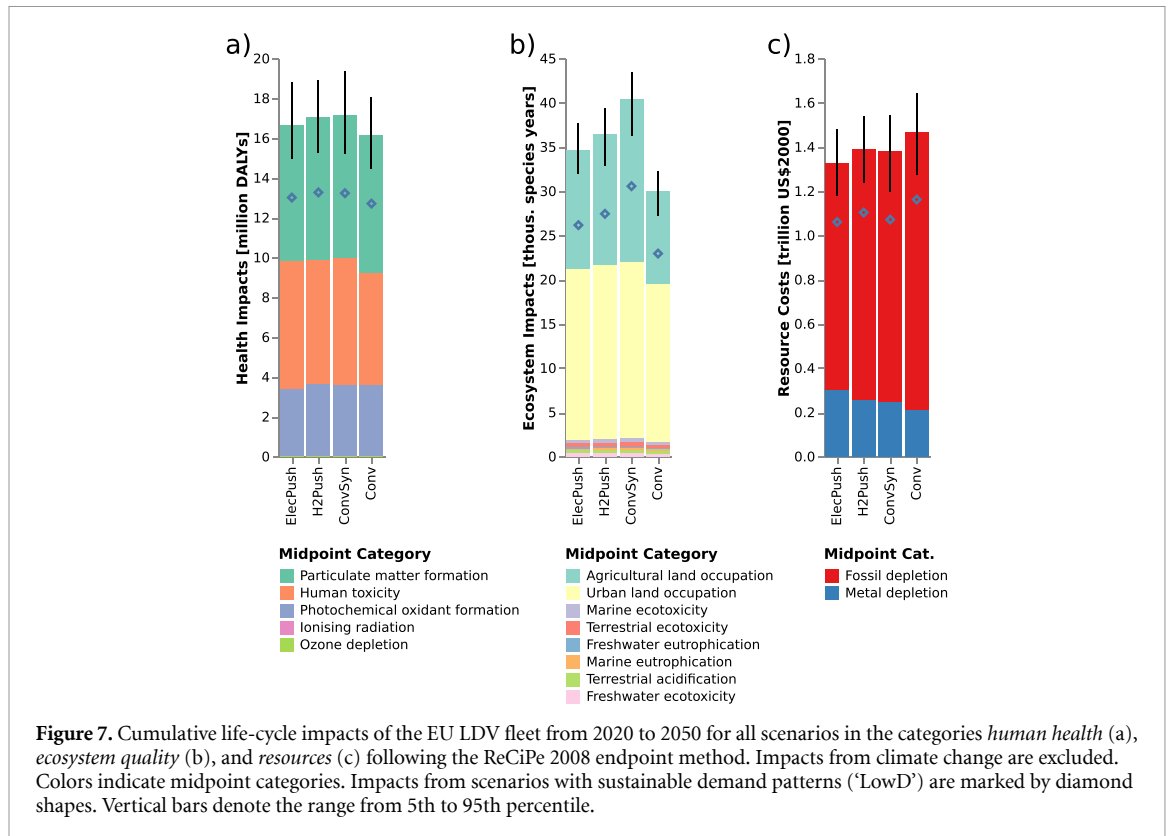 a)
Health Impacts [million DALYs]
20
18
16
14
12
10
8
6
4
2
0
ElecPush
H2Push
ConvSyn
Conv
Midpoint Category
Particulate matter formation
Human toxicity
Photochemical oxidant formation
Ionising radiation
Ozone depletion
b)
Ecosystem Impacts [thous. species years]
45
40
35
30
25
20
15
10
5
0
ElecPush
H2Push
ConvSyn
Conv
Midpoint Category
Agricultural land occupation
Urban land occupation
Marine ecotoxicity
Terrestrial ecotoxicity
Freshwater eutrophication
Marine eutrophication
Terrestrial acidification
Freshwater ecotoxicity
c)
Resource Costs [trillion US$2000]
1.8
1.6
1.4
1.2
1.0
0.8
0.6
0.4
0.2
0.0
ElecPush
H2Push
ConvSyn
Conv
Midpoint Cat.
Fossil depletion
Metal depletion
Figure 7. Cumulative life-cycle impacts of the EU LDV fleet from 2020 to 2050 for all scenarios in the categories human health (a),
ecosystem quality (b), and resources (c) following the ReCiPe 2008 endpoint method. Impacts from climate change are excluded.
Colors indicate midpoint categories. Impacts from scenarios with sustainable demand patterns (‘LowD’) are marked by diamond
shapes. Vertical bars denote the range from 5th to 95th percentile.